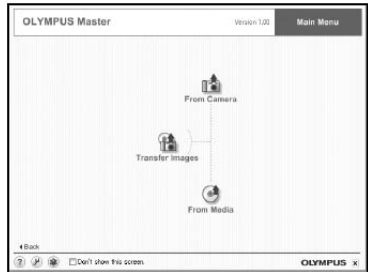 OLYMPUS Master
Version 1.00
Main Menu
From Camera
Transfer Images
From Media
Back
Don't show this screen.
OLYMPUS